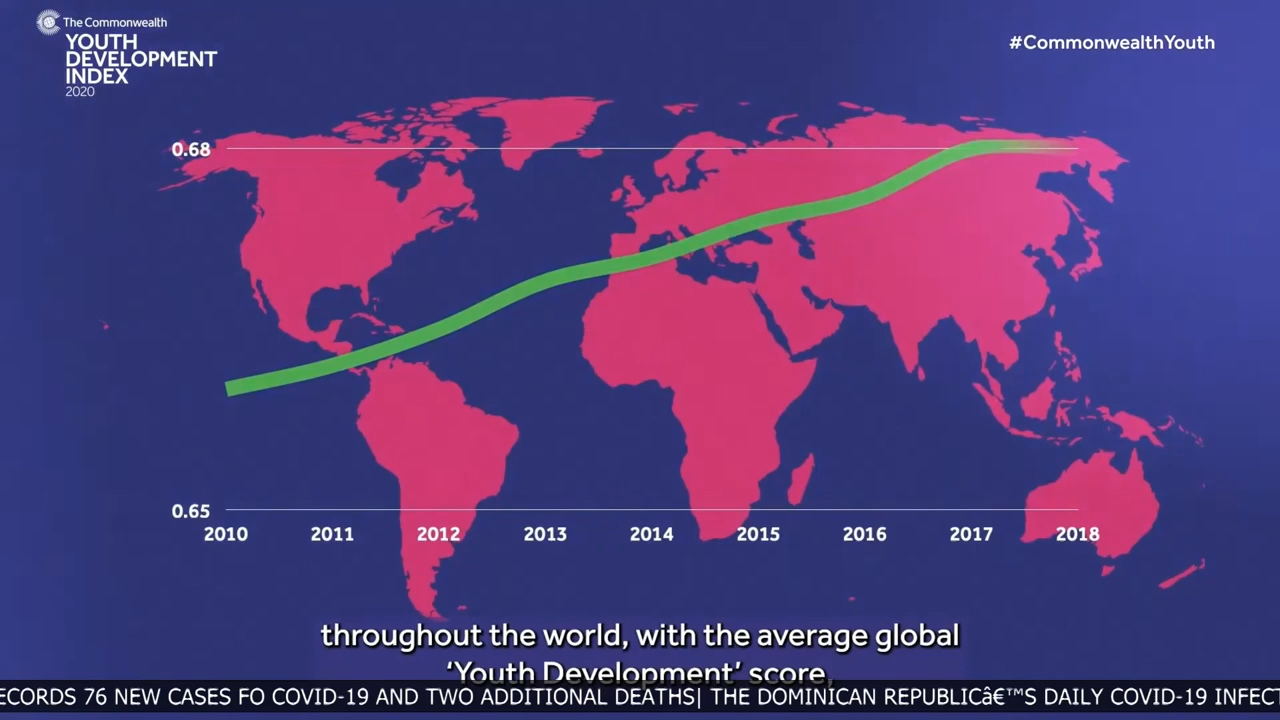 The Commonwealth
YOUTH
DEVELOPMENT
INDEX
2020
#CommonwealthYouth
0.68
0.65
2010 2011 2012 2013 2014 2015 2016 2017 2018
throughout the world, with the average global
‘Youth Development’ score,
ECORDS 76 NEW CASES FO COVID-19 AND TWO ADDITIONAL DEATHS| THE DOMINICAN REPUBLICâ€™S DAILY COVID-19 INFECT